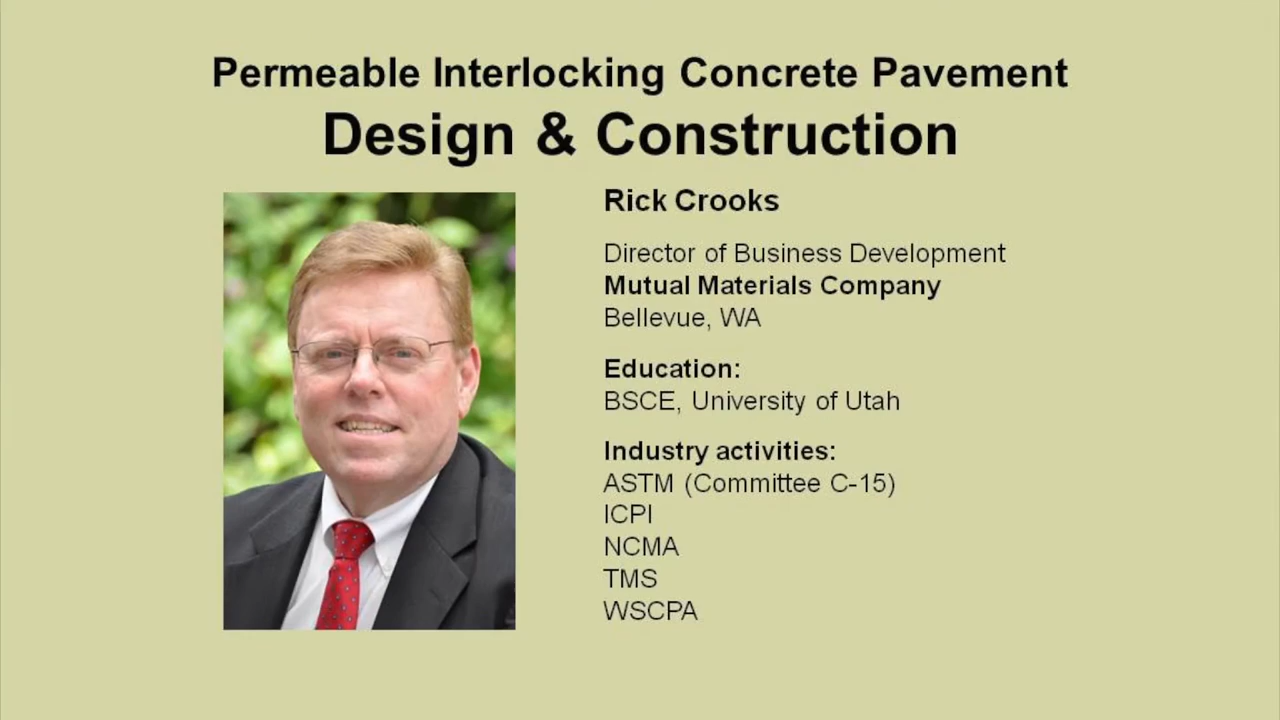 Permeable Interlocking Concrete Pavement
Design & Construction
Rick Crooks
Director of Business Development
Mutual Materials Company
Bellevue, WA
Education:
BSCE, University of Utah
Industry activities:
ASTM (Committee C-15)
ICPI
NCMA
TMS
WSCPA